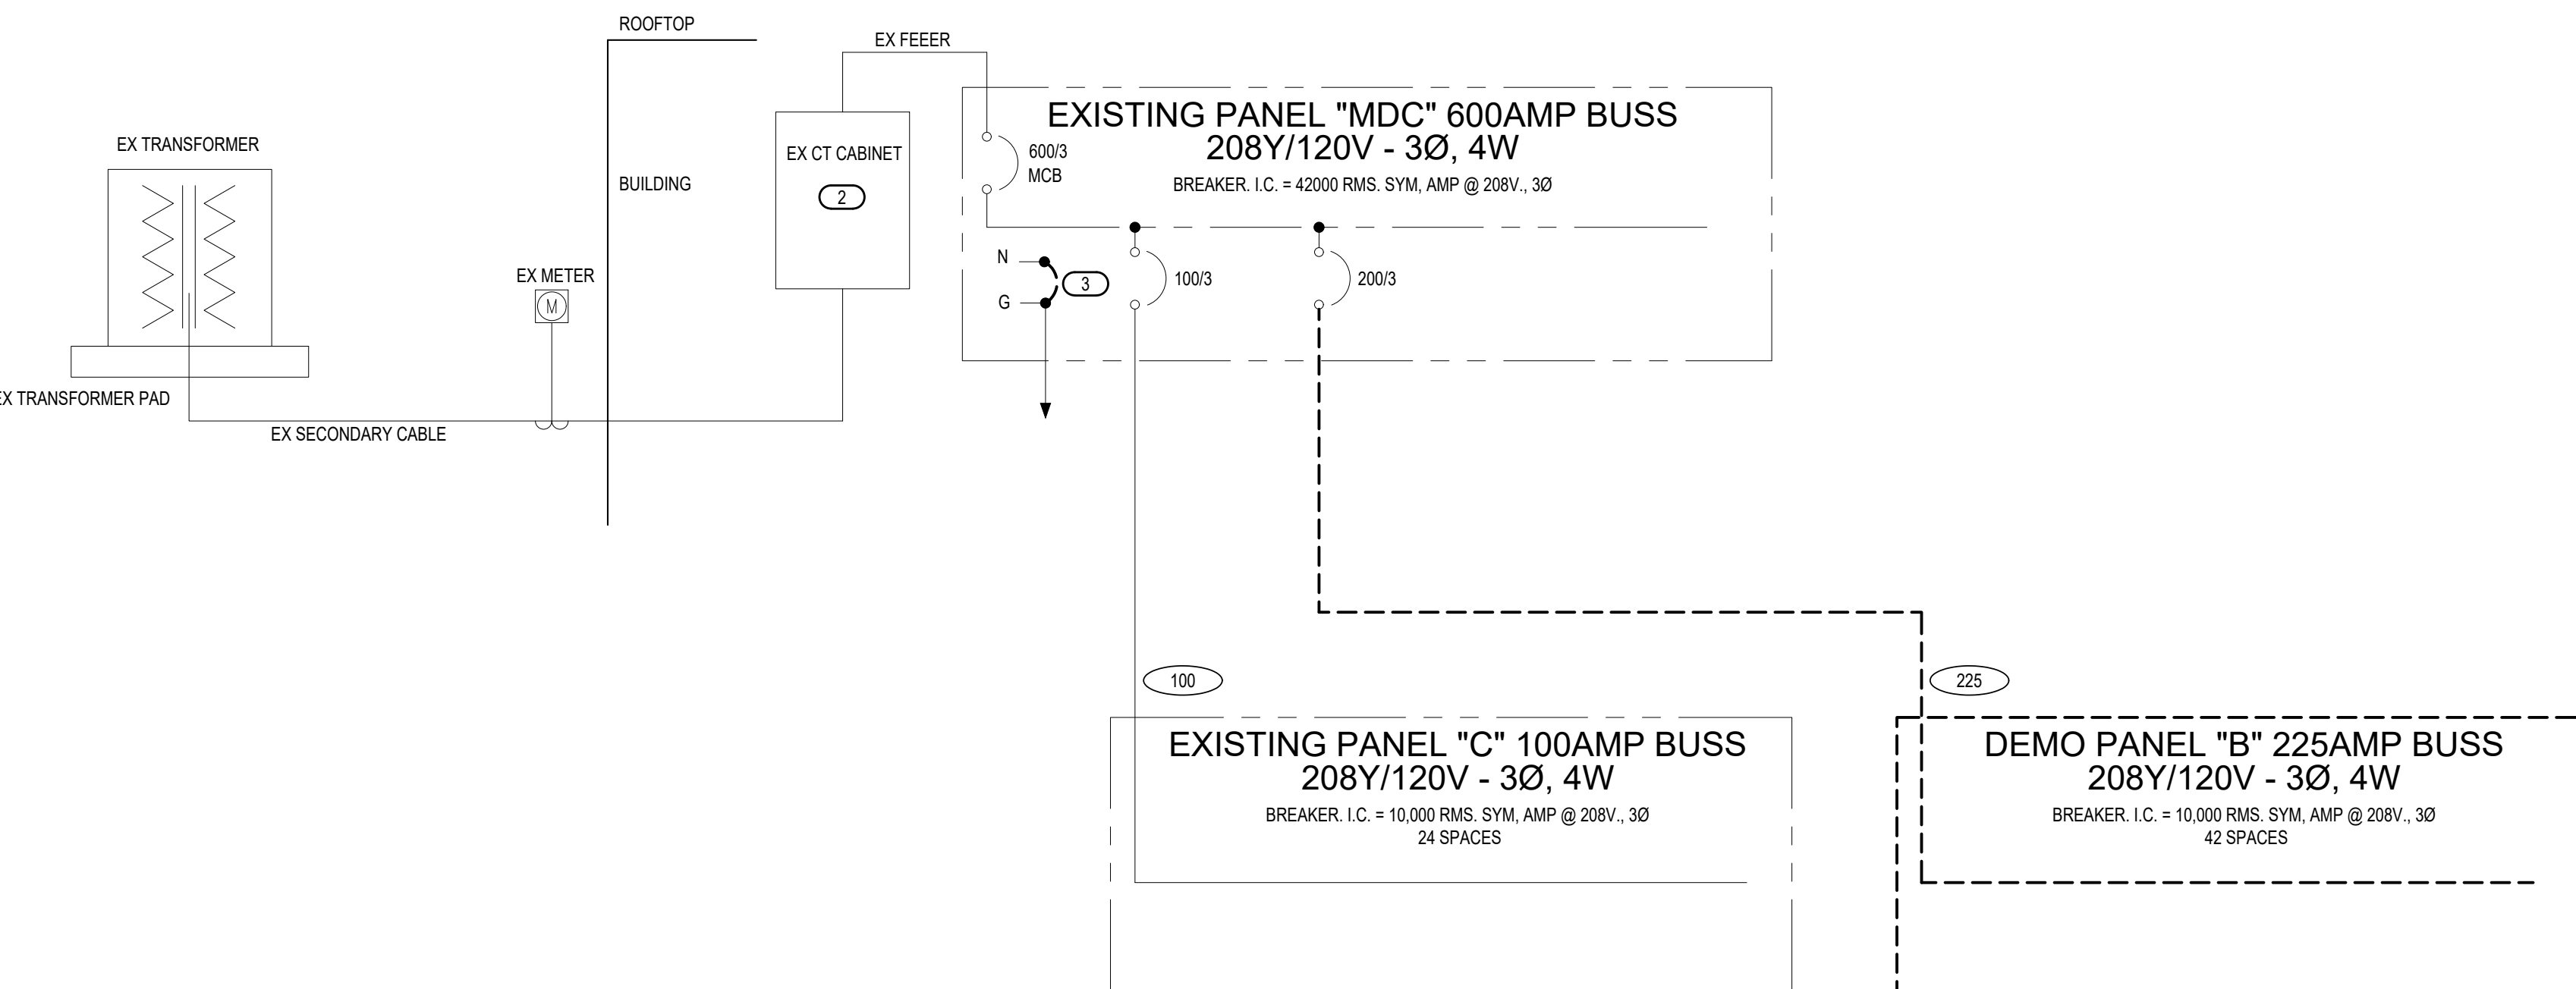 ROOFTOP
EX FEEER
EX TRANSFORMER
EX CT CABINET
2
BUILDING
EX METER
M
EX TRANSFORMER PAD
EX SECONDARY CABLE
EXISTING PANEL "MDC" 600AMP BUSS
208Y/120V - 3Ø, 4W
BREAKER. I.C. = 42000 RMS. SYM, AMP @ 208V., 3Ø
600/3
MCB
N
G
3
100/3
200/3
100
225
EXISTING PANEL "C" 100AMP BUSS
208Y/120V - 3Ø, 4W
BREAKER. I.C. = 10,000 RMS. SYM, AMP @ 208V., 3Ø
24 SPACES
DEMO PANEL "B" 225AMP BUSS
208Y/120V - 3Ø, 4W
BREAKER. I.C. = 10,000 RMS. SYM, AMP @ 208V., 3Ø
42 SPACES